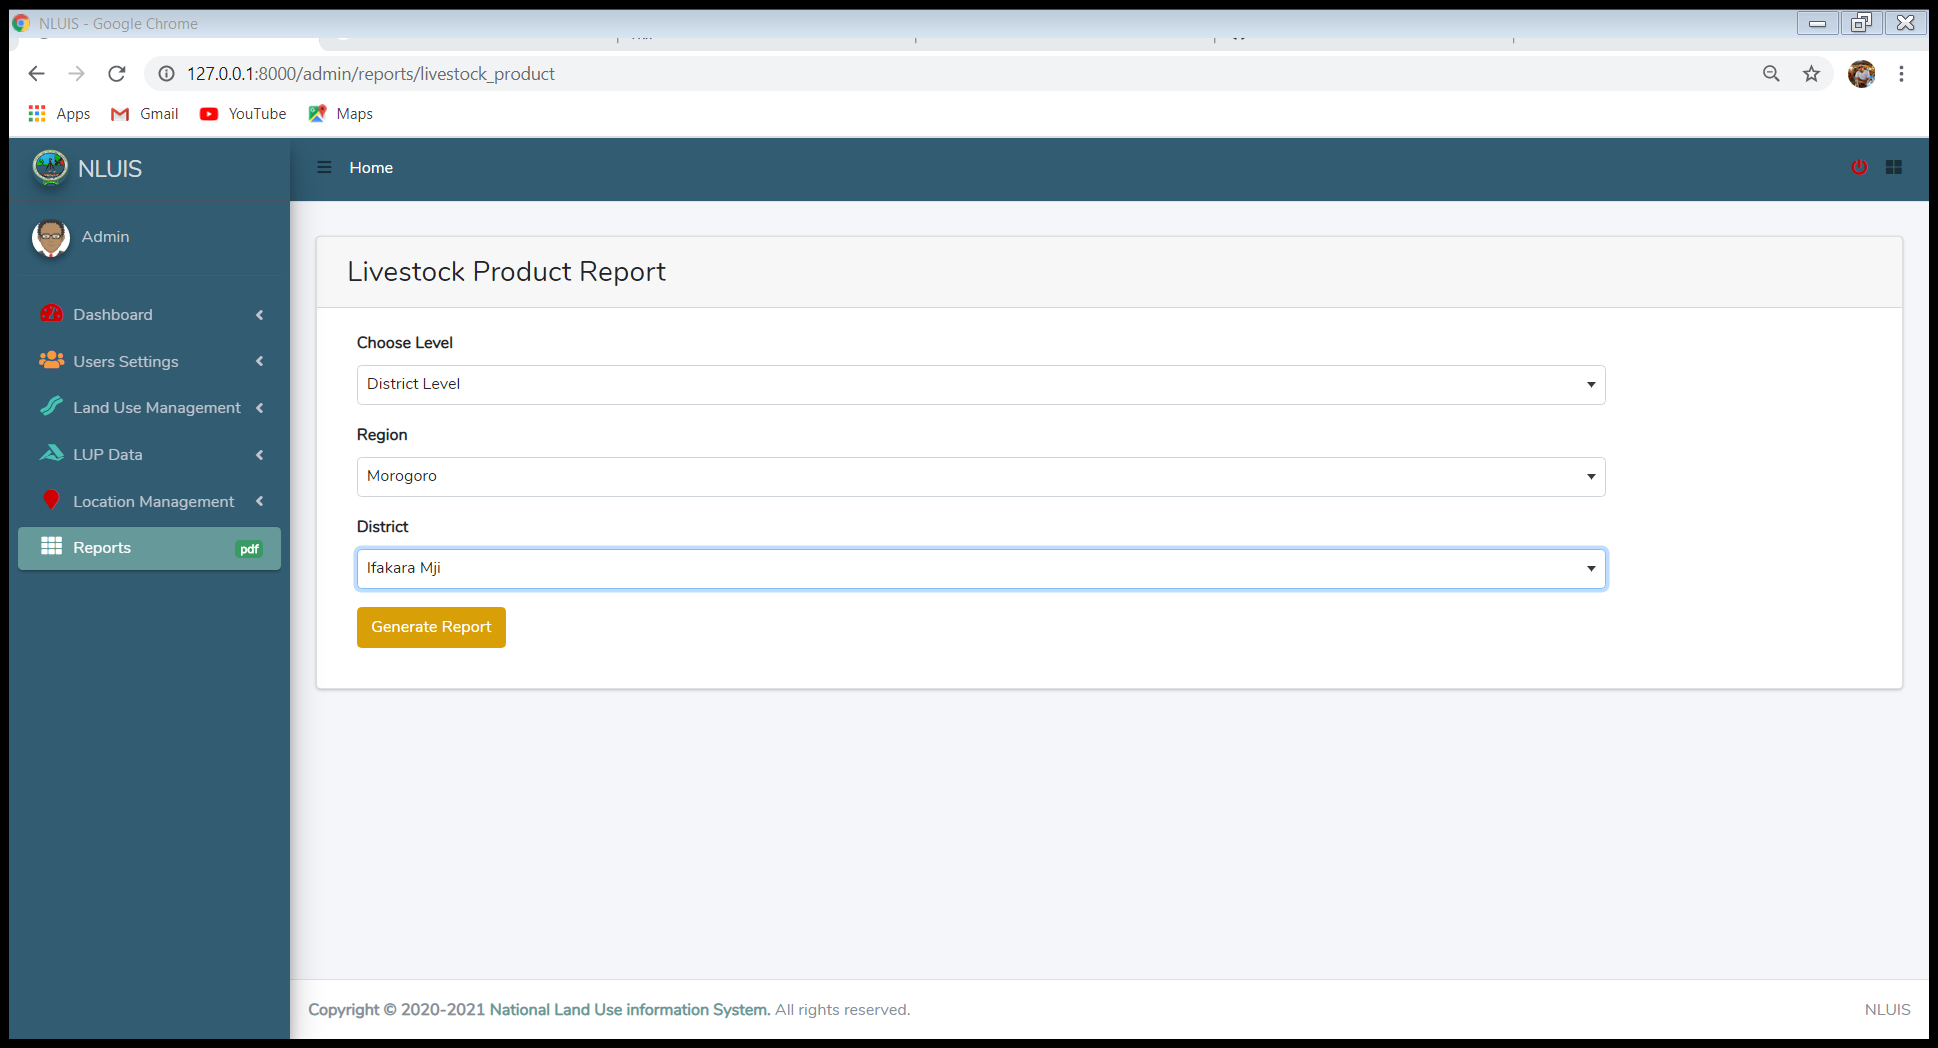 NLUIS - Google Chrome
127.0.0.1:8000/admin/reports/livestock_product
Apps
Gmail
YouTube
Maps
NLUIS
Home
Admin
Dashboard
Users Settings
Land Use Management
LUP Data
Location Management
Reports
pdf
Livestock Product Report
Choose Level
District Level
Region
Morogoro
District
Ifakara Mji
Generate Report
Copyright © 2020-2021 National Land Use information System. All rights reserved.
NLUIS